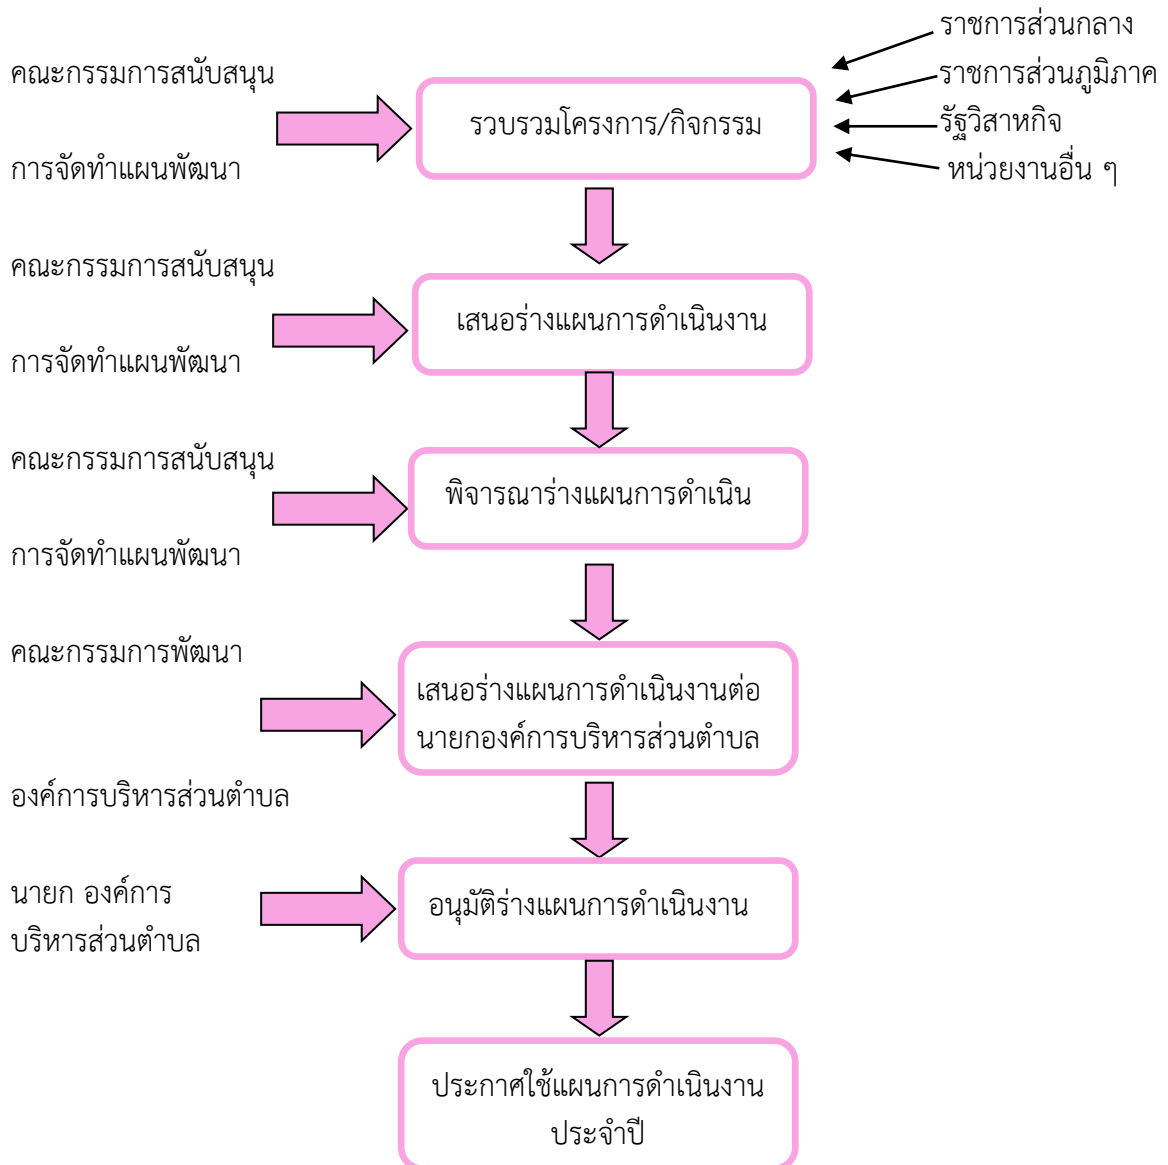 ราชการส่วนกลาง
คณะกรรมการสนับสนุน
ราชการส่วนภูมิภาค
รวบรวมโครงการ/กิจกรรม
รัฐวิสาหกิจ
การจัดทำแผนพัฒนา
หน่วยงานอื่น ๆ
คณะกรรมการสนับสนุน
เสนอร่างแผนการดำเนินงาน
การจัดทำแผนพัฒนา
คณะกรรมการสนับสนุน
พิจารณาร่างแผนการดำเนิน
การจัดทำแผนพัฒนา
คณะกรรมการพัฒนา
เสนอร่างแผนการดำเนินงานต่อ
นายกองค์การบริหารส่วนตำบล
องค์การบริหารส่วนตำบล
นายก องค์การ
บริหารส่วนตำบล
อนุมัติร่างแผนการดำเนินงาน
ประกาศใช้แผนการดำเนินงาน
ประจำปี